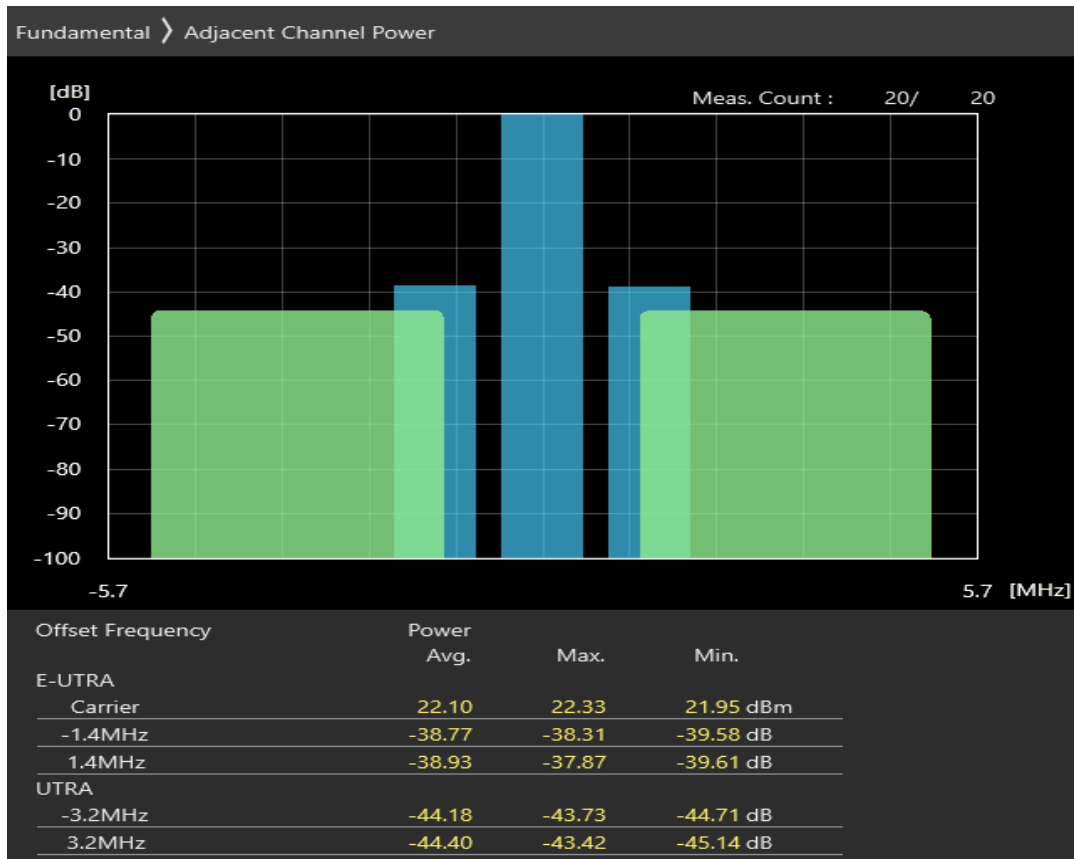 Fundamental 〉 Adjacent Channel Power
[dB]
Meas. Count : 20/ 20
0
-10
-20
-30
-40
-50
-60
-70
-80
-90
-100
-5.7 5.7 [MHz]
Offset Frequency Power
Avg. Max. Min.
E-UTRA
Carrier 22.10 22.33 21.95 dBm
-1.4MHz -38.77 -38.31 -39.58 dB
1.4MHz -38.93 -37.87 -39.61 dB
UTRA
-3.2MHz -44.18 -43.73 -44.71 dB
3.2MHz -44.40 -43.42 -45.14 dB